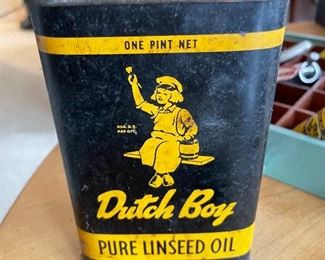 ONE PINT NET
REG. U.S.
PAT. OFF.
Dutch Boy
PURE LINSEED OIL